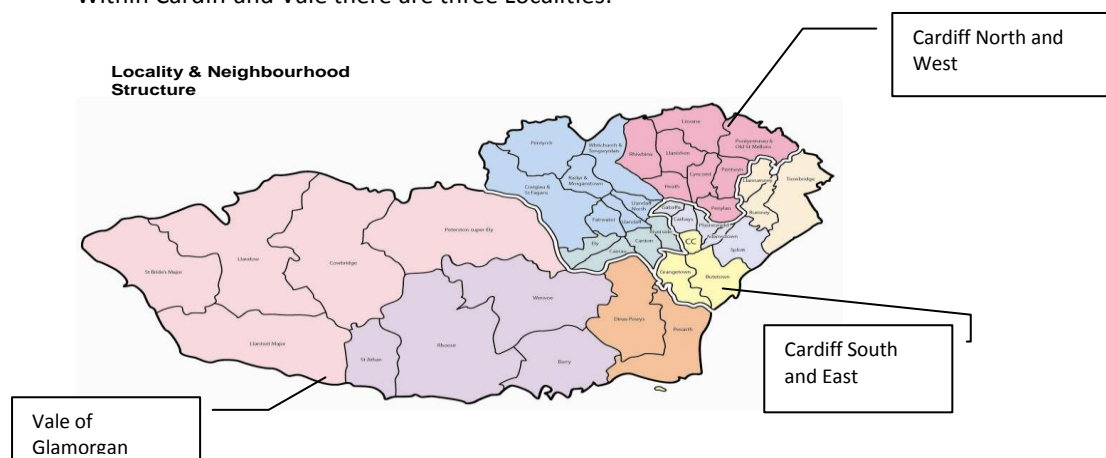 Within Cardiff and Vale there are three Localities:
Cardiff North and
West
Locality & Neighbourhood
Structure
Lisvane
Pontprennau &
Old St Mellons
Pentyrch
Whitchurch &
Tongwynlais
Rhiwbina
Llanishen
Pentwyn
Cyncoed
Llanrumney
Trowbridge
Radyr &
Morganstown
Heath
Creigiau &
St Fagans
Llandaff
North
Penylan
Rumney
Gabalfa
Fairwater
Llandaff
Cathays
Plasnewydd
Riverside
Adamsdown
Peterston-super-Ely
Ely
Canton
CC
Splott
Caerau
Llandow
Cowbridge
St Bride's Major
Grangetown
Butetown
Wenvoe
Dinas Powys
Penarth
Llantwit Major
Rhoose
St Athan
Barry
Cardiff South
and East
Vale of
Glamorgan